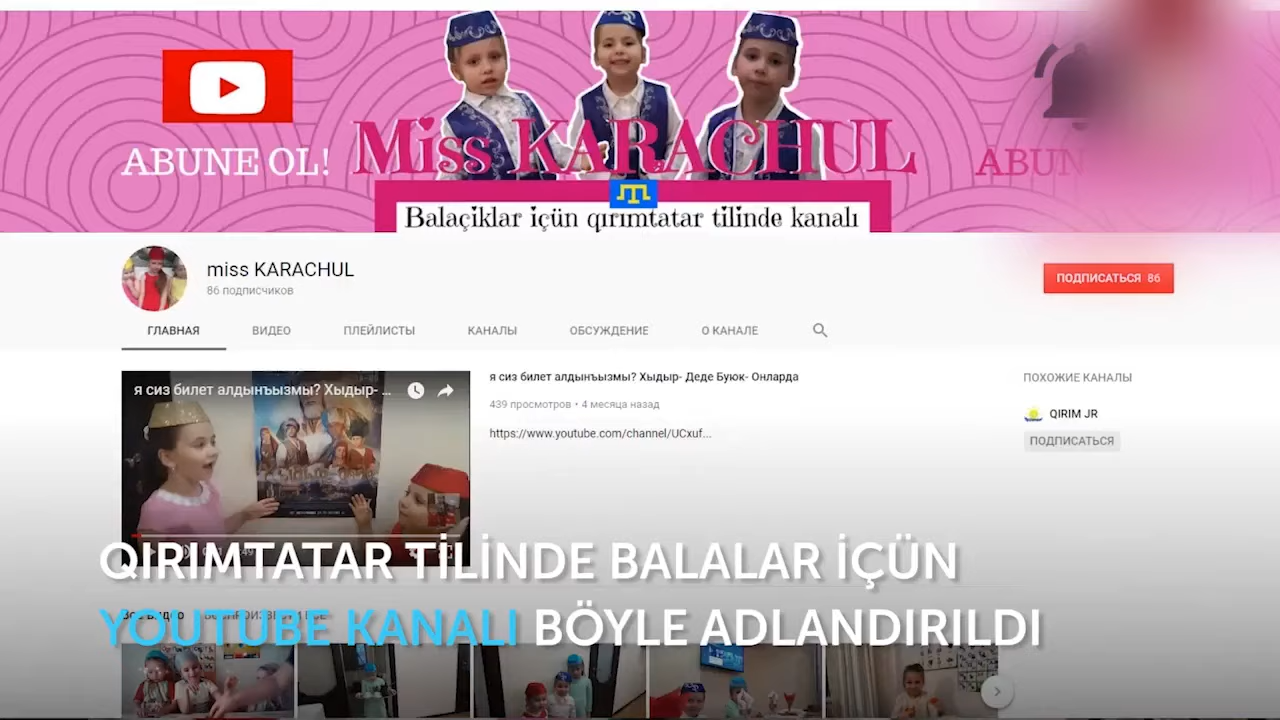 ABUNE OL!
Miss KARACHUL
ABUN
Balaçıklar içün qırımtatar tilinde kanalı
miss KARACHUL
86 подписчиков
ПОДПИСАТЬСЯ 86
ГЛАВНАЯ ВИДЕО ПЛЕЙЛИСТЫ КАНАЛЫ ОБСУЖДЕНИЕ О КАНАЛЕ
я сиз билет алдынъызмы? Хыдыр- ...
я сиз билет алдынъызмы? Хыдыр- Деде Буюк- Онларда
439 просмотров • 4 месяца назад
https://www.youtube.com/channel/UCxuf...
ПОХОЖИЕ КАНАЛЫ
QIRIM JR
ПОДПИСАТЬСЯ
QIRIMTATAR TİLİNDE BALALAR İÇÜN
YOUTUBE KANALI BÖYLE ADLANDIRILDI